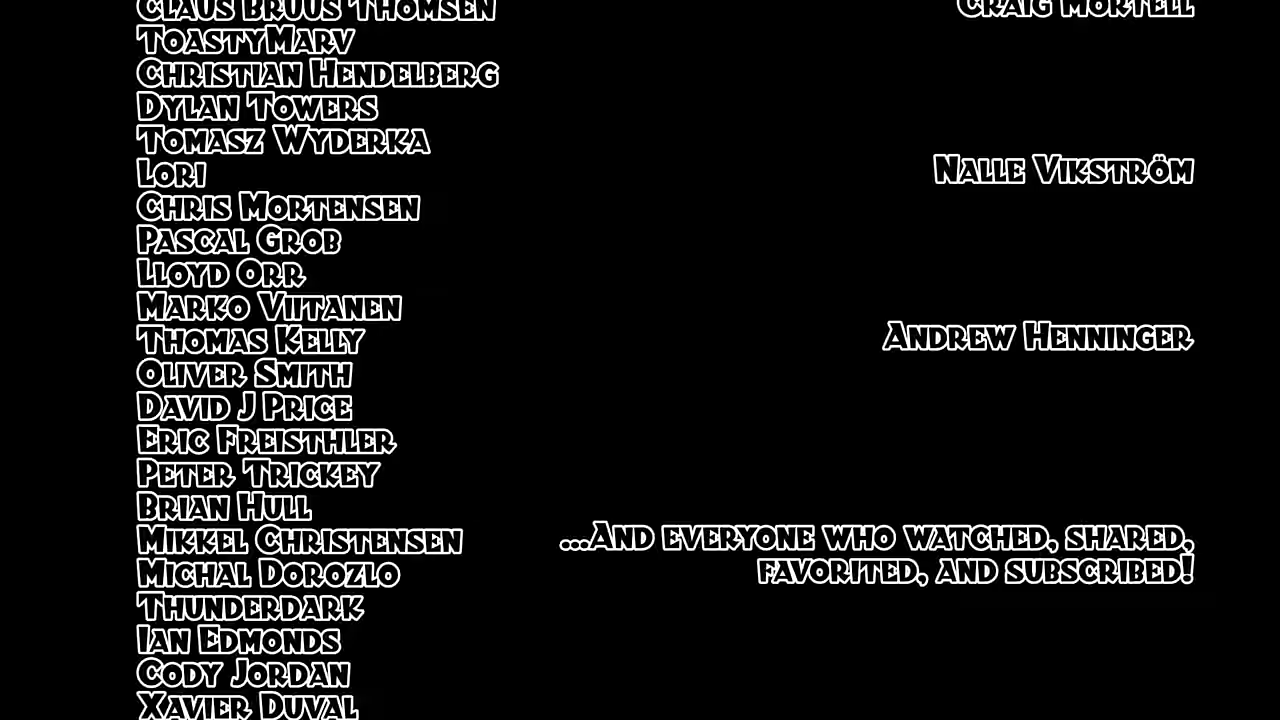 Claus Bruus Thomsen
ToastyMarv
Christian Hendelberg
Dylan Towers
Tomasz Wyderka
Lori
Chris Mortensen
Pascal Grob
Lloyd Orr
Marko Viitanen
Thomas Kelly
Oliver Smith
David J Price
Eric Freisthler
Peter Trickey
Brian Hull
Mikkel Christensen
Michal Dorozlo
Thunderdark
Ian Edmonds
Cody Jordan
Xavier Duval
Craig Mortell
Nalle Vikström
Andrew Henninger
...And everyone who watched, shared,
favorited, and subscribed!